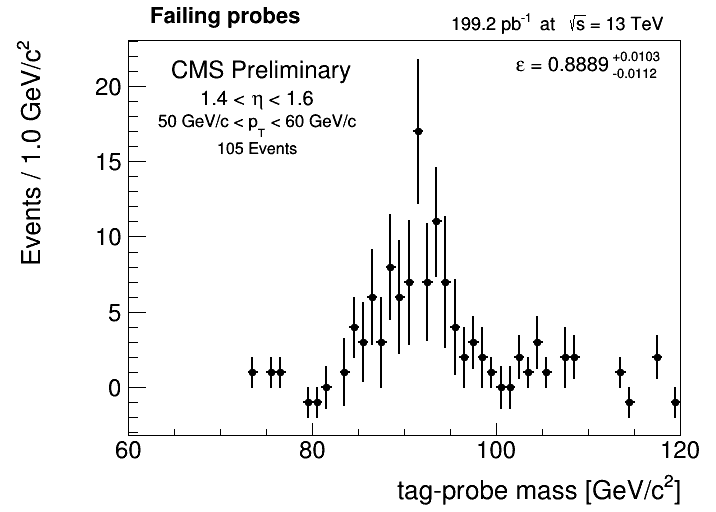 Failing probes
199.2 pb⁻¹ at √s = 13 TeV
CMS Preliminary
1.4 < η < 1.6
50 GeV/c < p_T < 60 GeV/c
105 Events
ε = 0.8889 +0.0103 -0.0112
Events / 1.0 GeV/c²
20
15
10
5
0
60 80 100 120
tag-probe mass [GeV/c²]